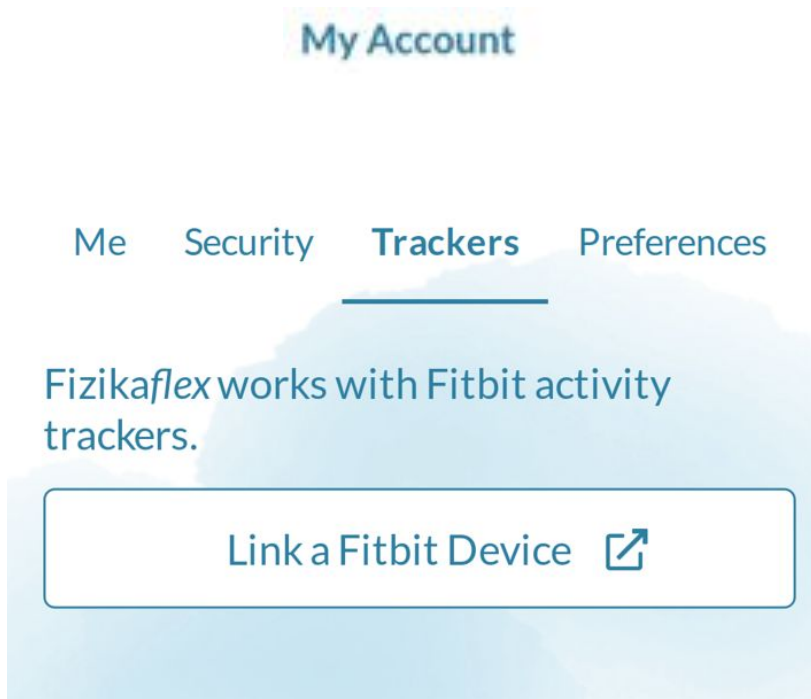 My Account
Me Security Trackers Preferences
Fizikaflex works with Fitbit activity
trackers.
Link a Fitbit Device